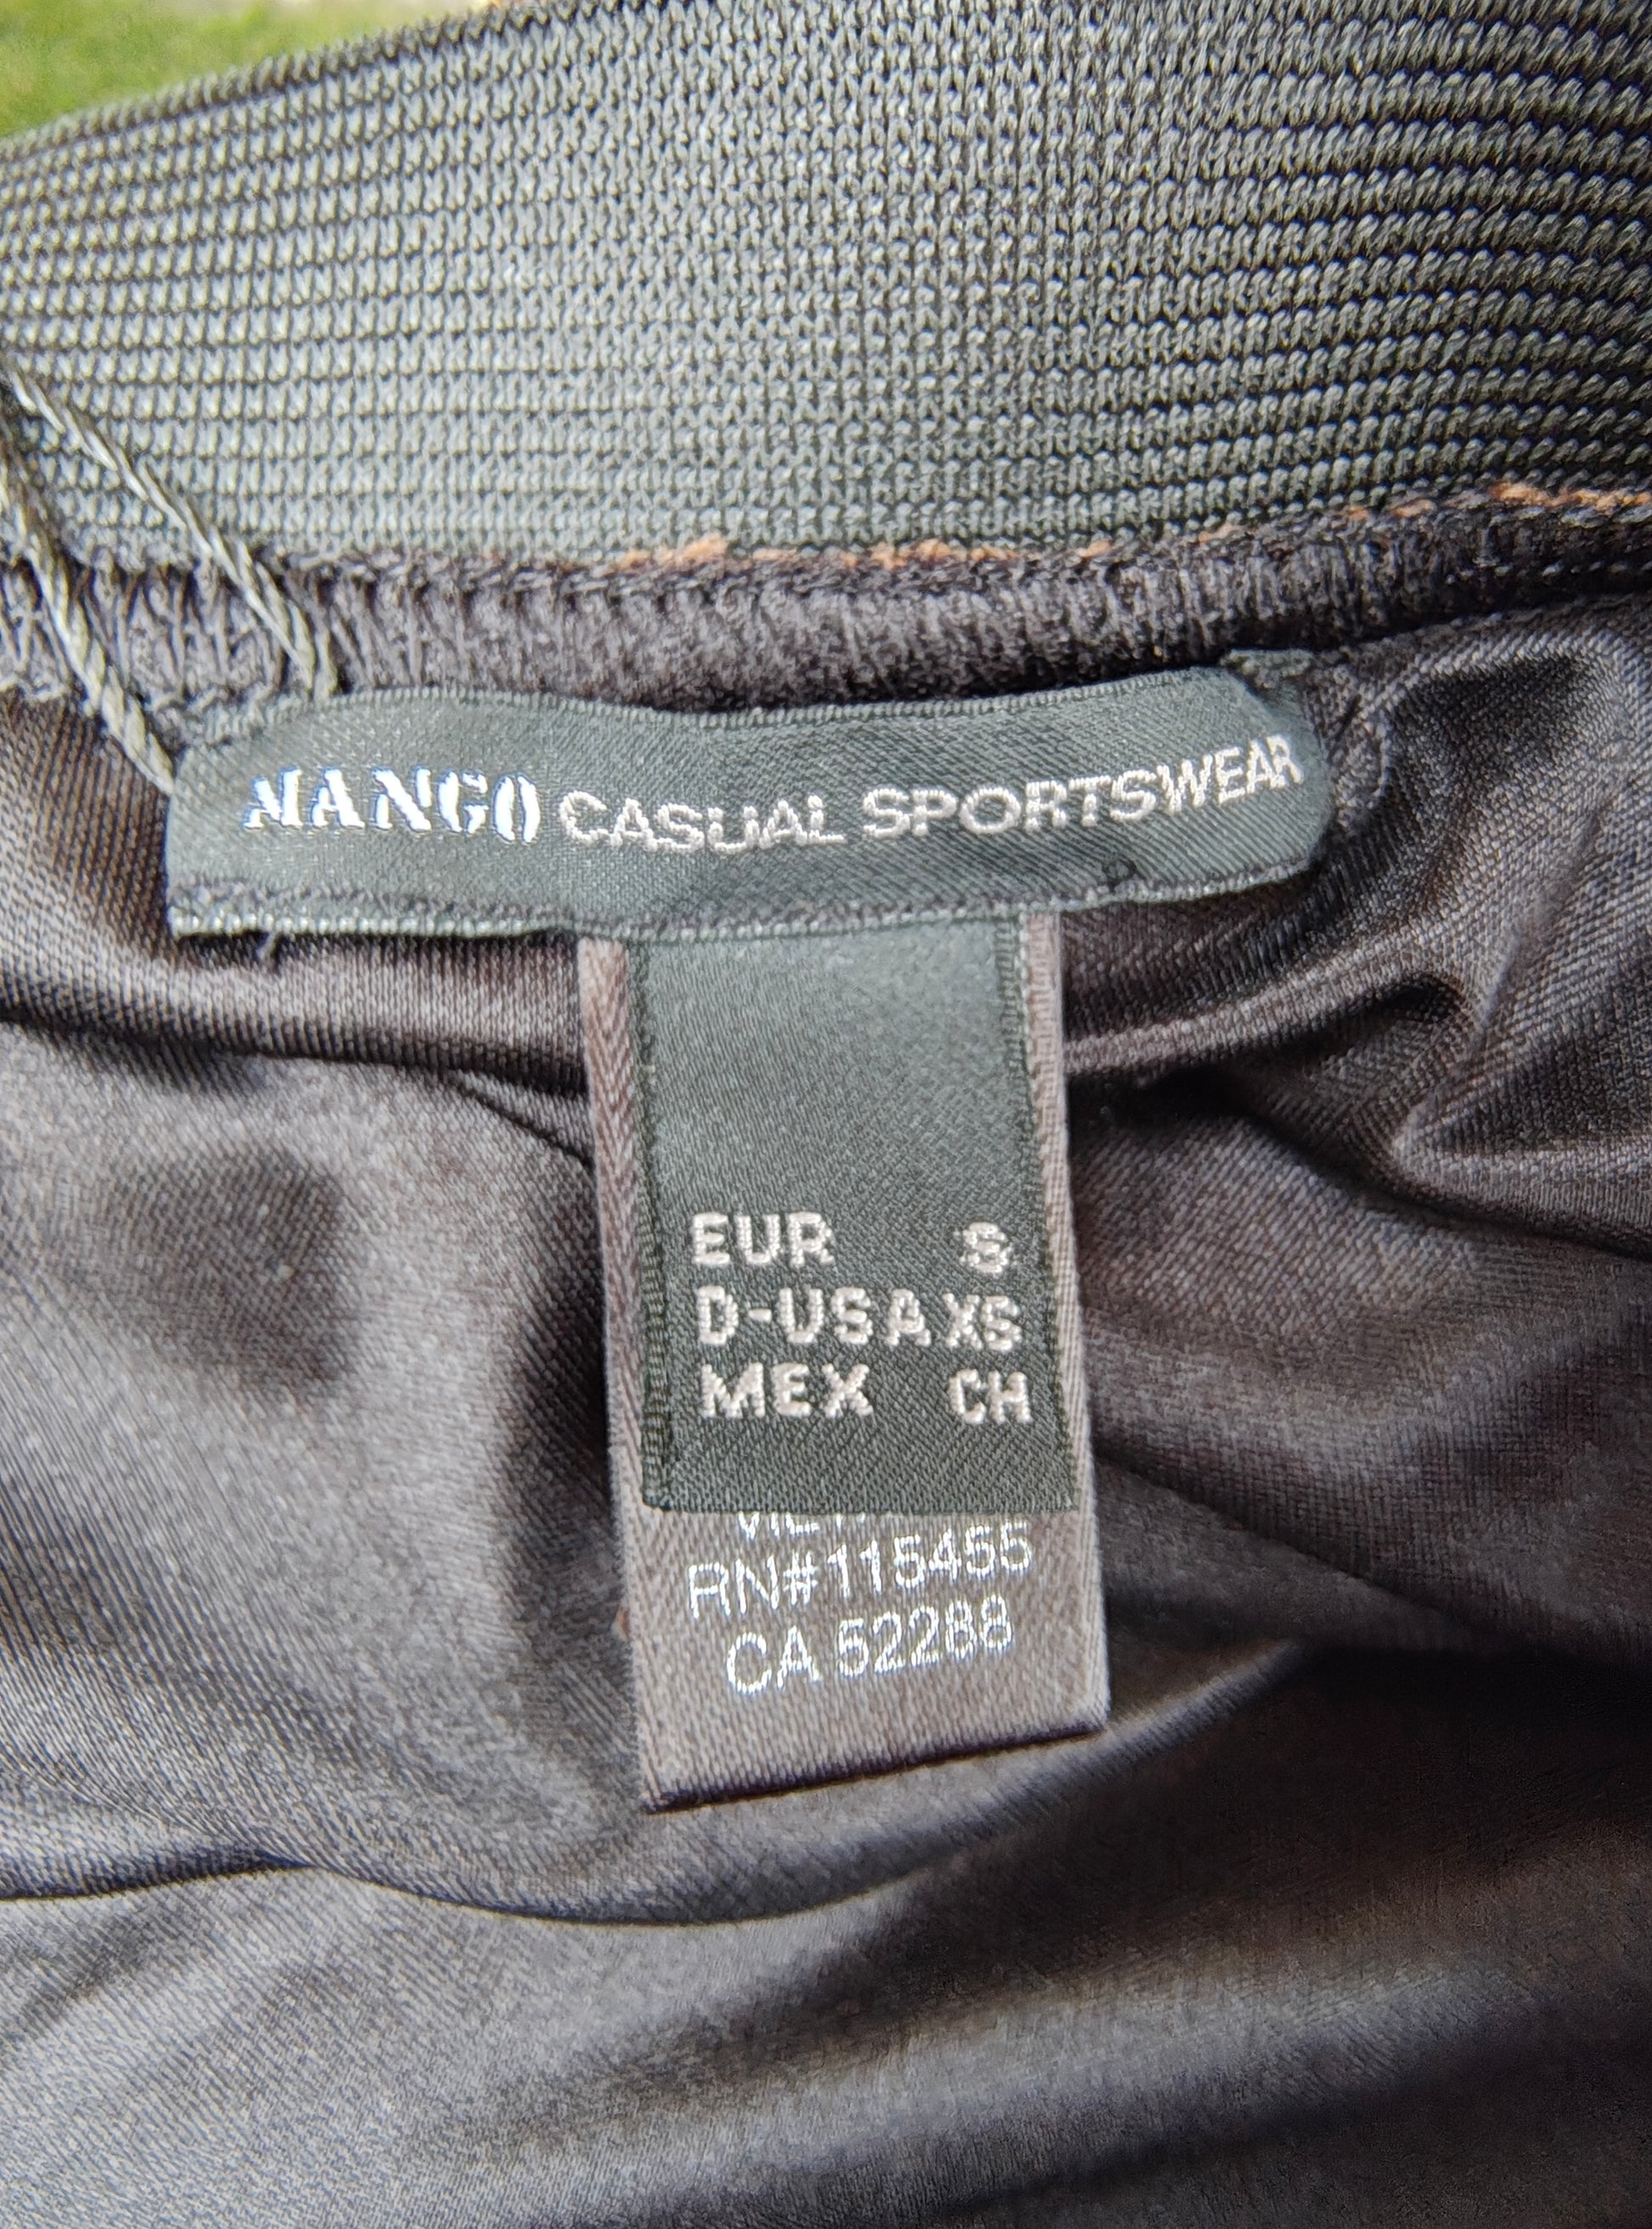 MANGO CASUAL SPORTSWEAR
EUR S
D-USA XS
MEX CH
RN#115455
CA 52288